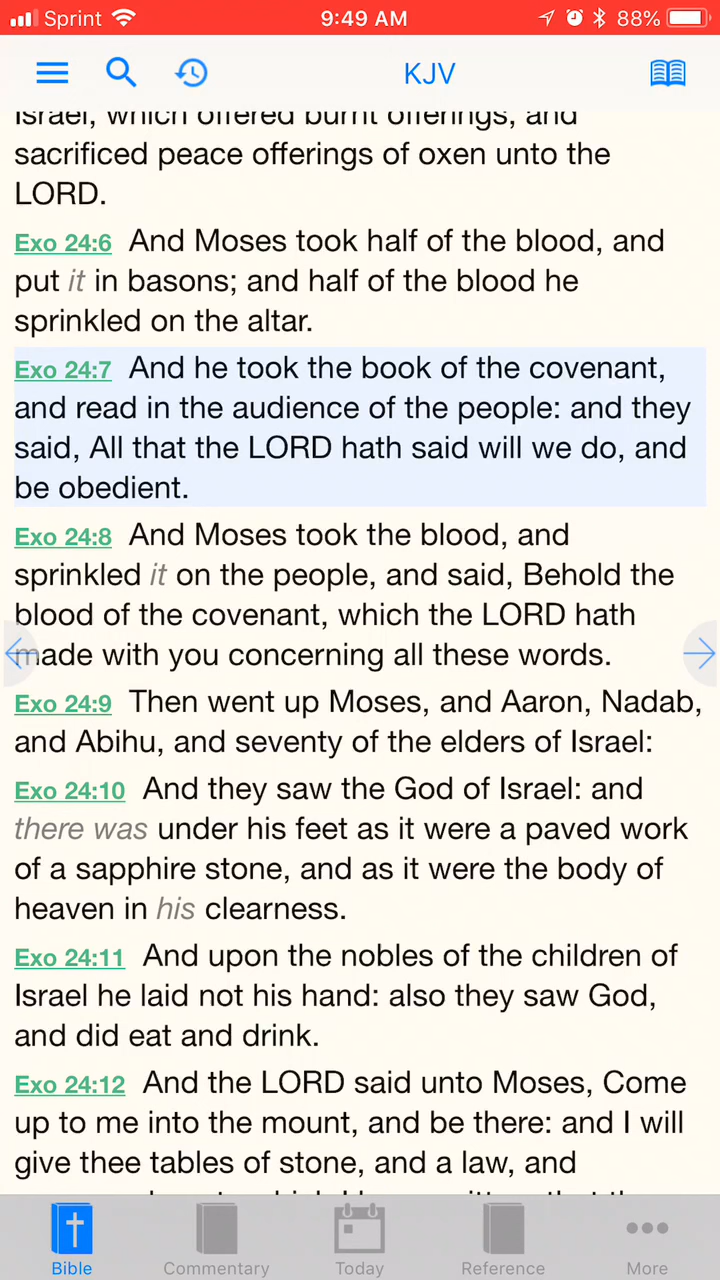 Sprint 9:49 AM 88%
KJV
Israel, which offered burnt offerings, and
sacrificed peace offerings of oxen unto the
LORD.
Exo 24:6 And Moses took half of the blood, and
put it in basons; and half of the blood he
sprinkled on the altar.
Exo 24:7 And he took the book of the covenant,
and read in the audience of the people: and they
said, All that the LORD hath said will we do, and
be obedient.
Exo 24:8 And Moses took the blood, and
sprinkled it on the people, and said, Behold the
blood of the covenant, which the LORD hath
made with you concerning all these words.
Exo 24:9 Then went up Moses, and Aaron, Nadab,
and Abihu, and seventy of the elders of Israel:
Exo 24:10 And they saw the God of Israel: and
there was under his feet as it were a paved work
of a sapphire stone, and as it were the body of
heaven in his clearness.
Exo 24:11 And upon the nobles of the children of
Israel he laid not his hand: also they saw God,
and did eat and drink.
Exo 24:12 And the LORD said unto Moses, Come
up to me into the mount, and be there: and I will
give thee tables of stone, and a law, and
Bible Commentary Today Reference More